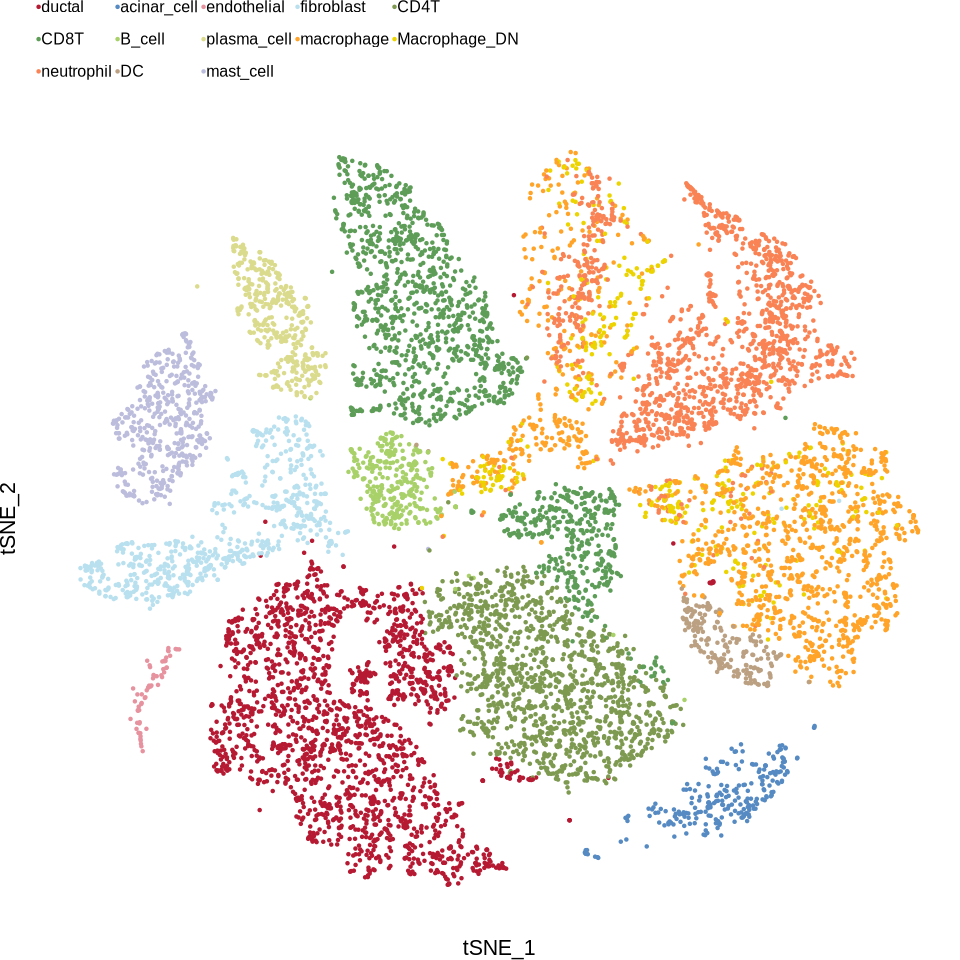 ductal acinar_cell endothelial fibroblast CD4T
CD8T B_cell plasma_cell macrophage Macrophage_DN
neutrophil DC mast_cell
tSNE_2
tSNE_1